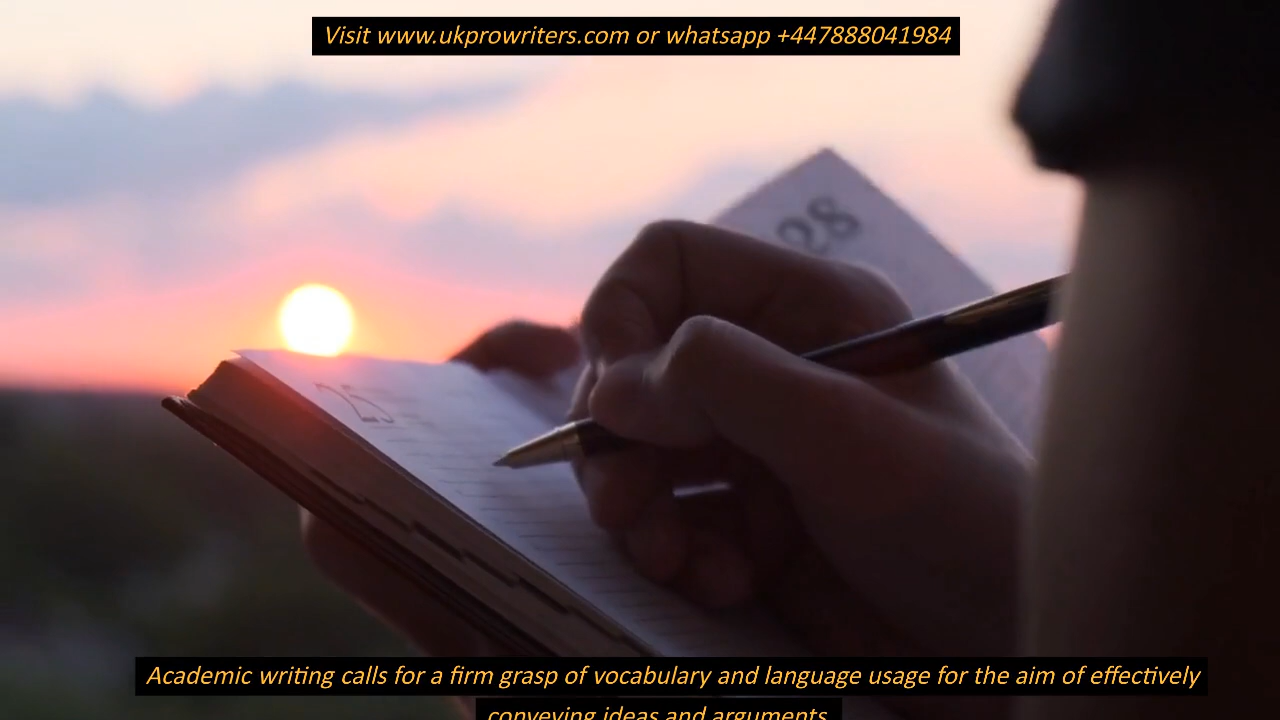 Visit www.ukprowriters.com or whatsapp +447888041984
28
25
Academic writing calls for a firm grasp of vocabulary and language usage for the aim of effectively
conveying ideas and arguments